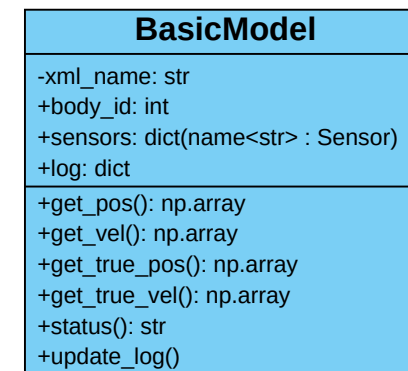 BasicModel
-xml_name: str
+body_id: int
+sensors: dict(name<str> : Sensor)
+log: dict
+get_pos(): np.array
+get_vel(): np.array
+get_true_pos(): np.array
+get_true_vel(): np.array
+status(): str
+update_log()